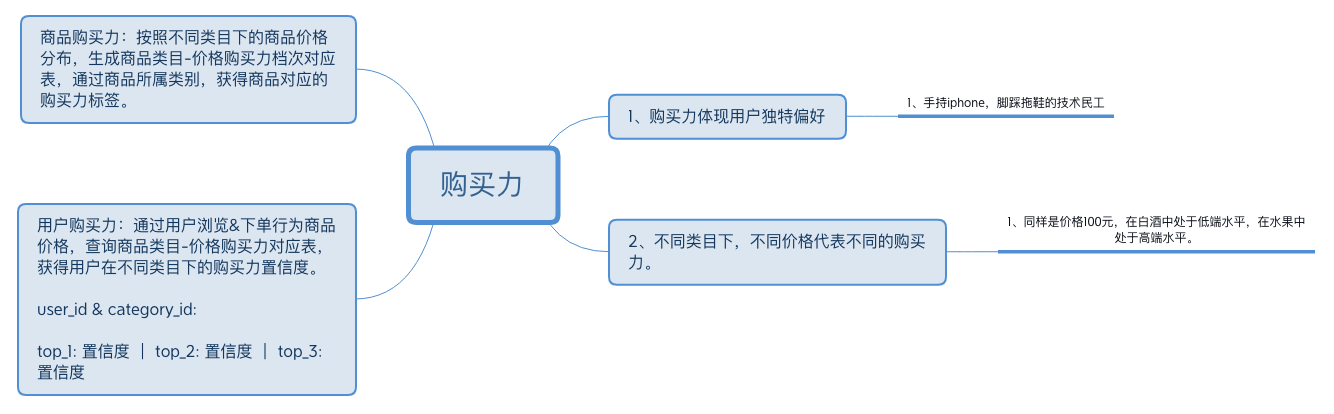 商品购买力：按照不同类目下的商品价格
分布，生成商品类目-价格购买力档次对应
表，通过商品所属类别，获得商品对应的
购买力标签。
用户购买力：通过用户浏览&下单行为商品
价格，查询商品类目-价格购买力对应表，
获得用户在不同类目下的购买力置信度。
user_id & category_id:
top_1: 置信度 ｜ top_2: 置信度 ｜ top_3:
置信度
购买力
1、购买力体现用户独特偏好
1、手持iphone，脚踩拖鞋的技术民工
2、不同类目下，不同价格代表不同的购买
力。
1、同样是价格100元，在白酒中处于低端水平，在水果中
处于高端水平。